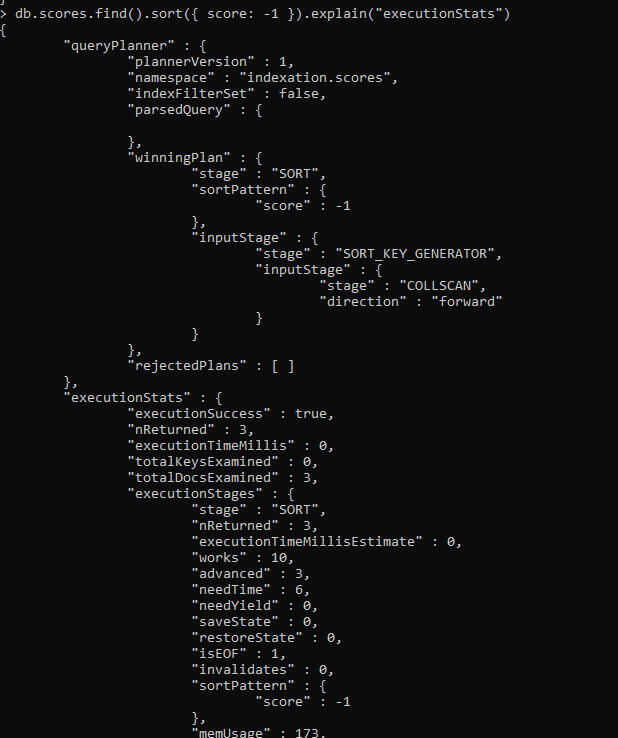 }
> db.scores.find().sort({ score: -1 }).explain("executionStats")
{
        "queryPlanner" : {
                "plannerVersion" : 1,
                "namespace" : "indexation.scores",
                "indexFilterSet" : false,
                "parsedQuery" : {

                },
                "winningPlan" : {
                        "stage" : "SORT",
                        "sortPattern" : {
                                "score" : -1
                        },
                        "inputStage" : {
                                "stage" : "SORT_KEY_GENERATOR",
                                "inputStage" : {
                                        "stage" : "COLLSCAN",
                                        "direction" : "forward"
                                }
                        }
                },
                "rejectedPlans" : [ ]
        },
        "executionStats" : {
                "executionSuccess" : true,
                "nReturned" : 3,
                "executionTimeMillis" : 0,
                "totalKeysExamined" : 0,
                "totalDocsExamined" : 3,
                "executionStages" : {
                        "stage" : "SORT",
                        "nReturned" : 3,
                        "executionTimeMillisEstimate" : 0,
                        "works" : 10,
                        "advanced" : 3,
                        "needTime" : 6,
                        "needYield" : 0,
                        "saveState" : 0,
                        "restoreState" : 0,
                        "isEOF" : 1,
                        "invalidates" : 0,
                        "sortPattern" : {
                                "score" : -1
                        },
                        "memUsage" : 173,